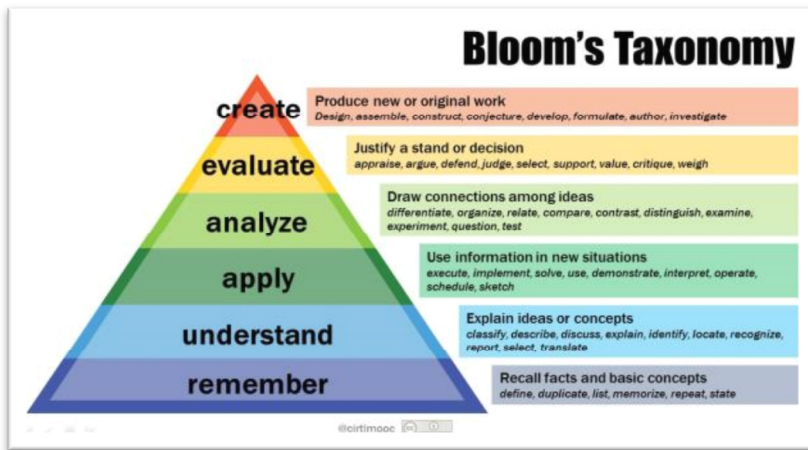 Bloom's Taxonomy
create
Produce new or original work
Design, assemble, construct, conjecture, develop, formulate, author, investigate
evaluate
Justify a stand or decision
appraise, argue, defend, judge, select, support, value, critique, weigh
analyze
Draw connections among ideas
differentiate, organize, relate, compare, contrast, distinguish, examine,
experiment, question, test
apply
Use information in new situations
execute, implement, solve, use, demonstrate, interpret, operate,
schedule, sketch
understand
Explain ideas or concepts
classify, describe, discuss, explain, identify, locate, recognize,
report, select, translate
remember
Recall facts and basic concepts
define, duplicate, list, memorize, repeat, state
@cirtlmooc